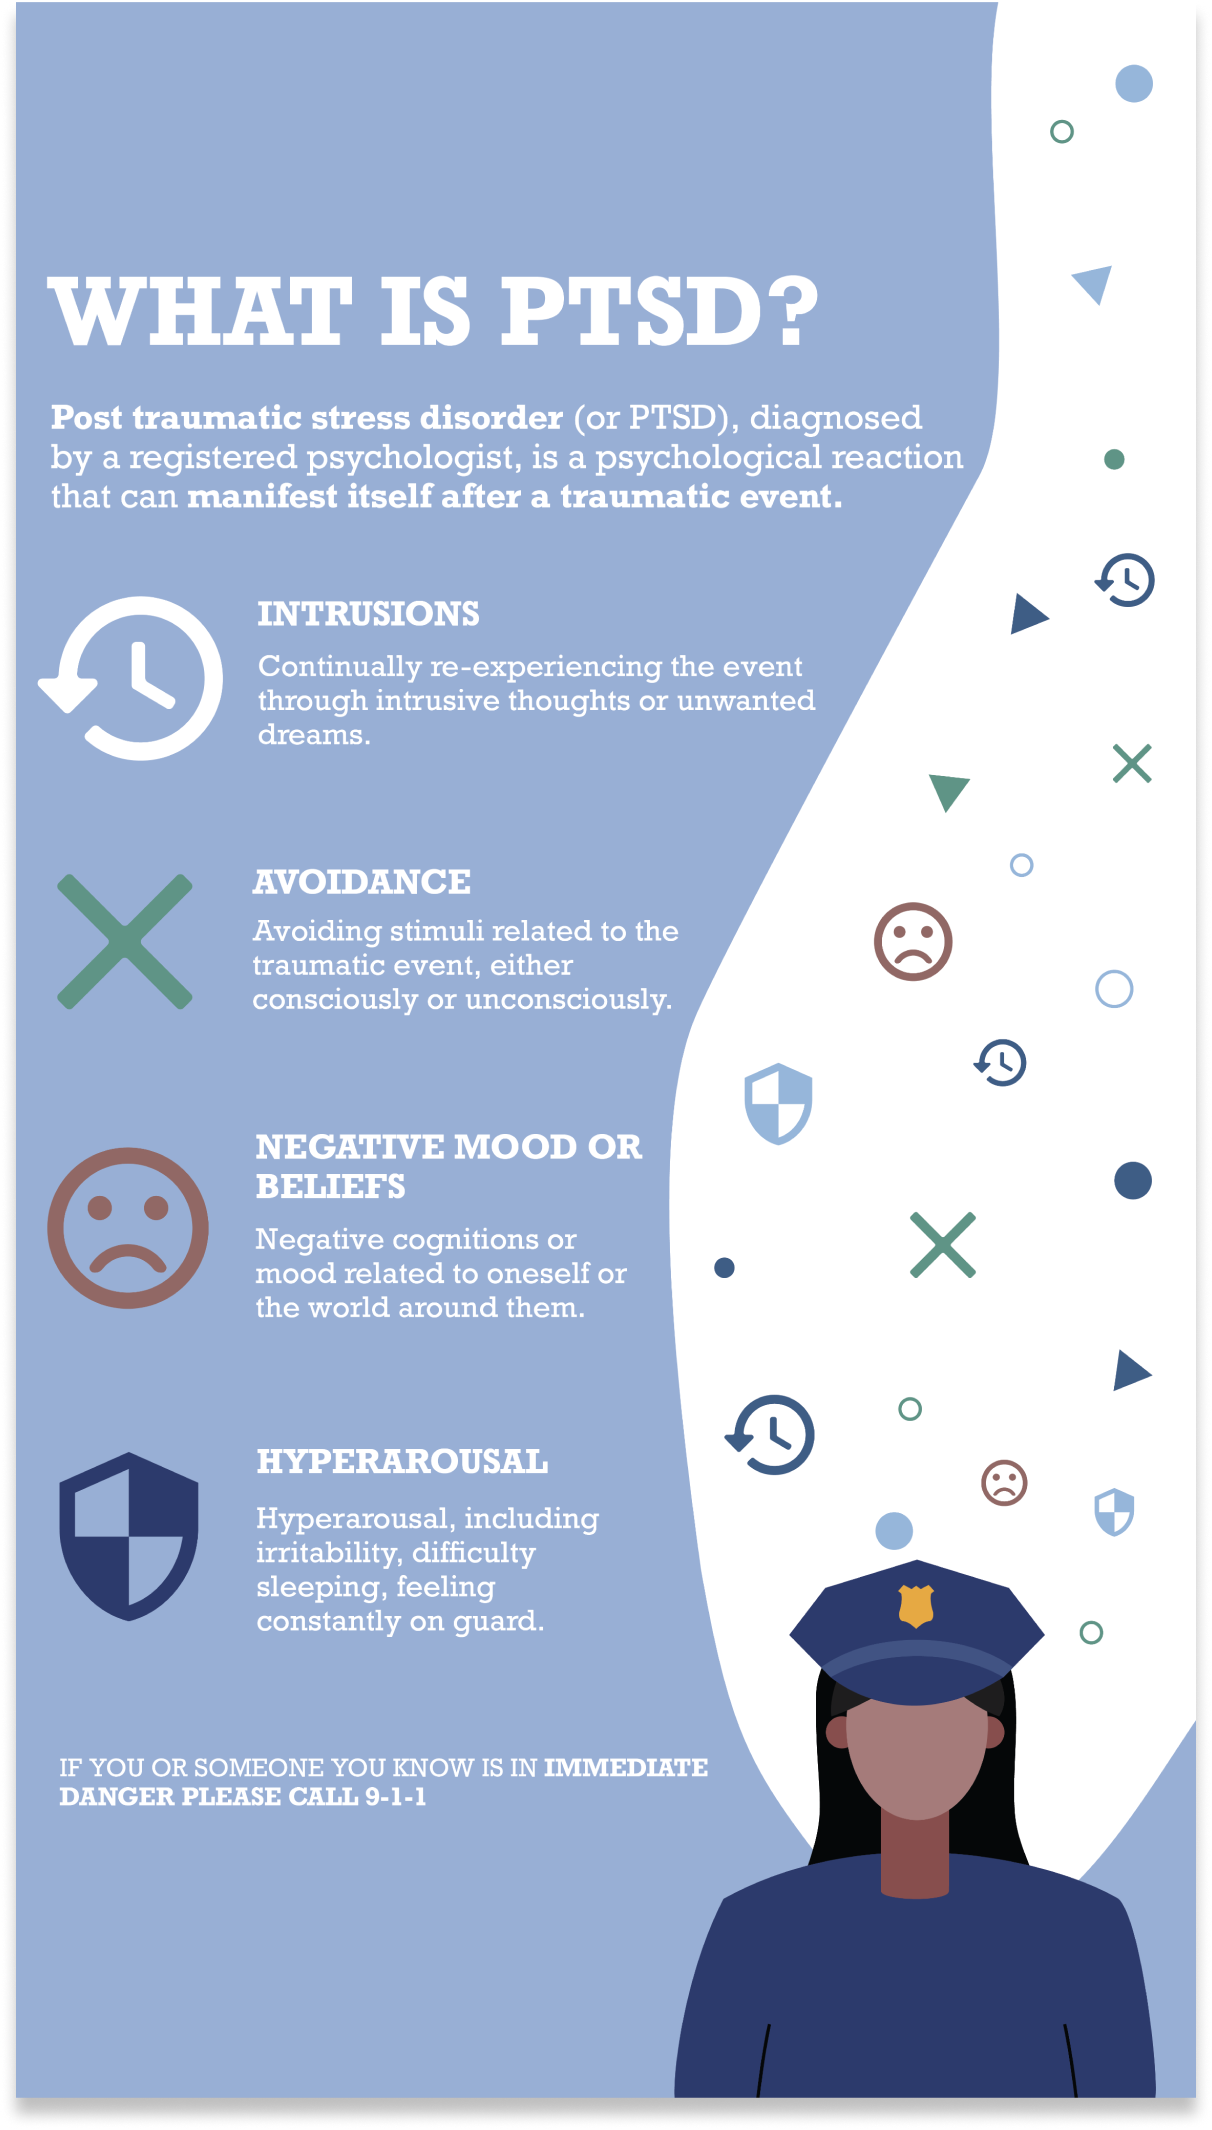 WHAT IS PTSD?
Post traumatic stress disorder (or PTSD), diagnosed
by a registered psychologist, is a psychological reaction
that can manifest itself after a traumatic event.
INTRUSIONS
Continually re-experiencing the event
through intrusive thoughts or unwanted
dreams.
AVOIDANCE
Avoiding stimuli related to the
traumatic event, either
consciously or unconsciously.
NEGATIVE MOOD OR
BELIEFS
Negative cognitions or
mood related to oneself or
the world around them.
HYPERAROUSAL
Hyperarousal, including
irritability, difficulty
sleeping, feeling
constantly on guard.
IF YOU OR SOMEONE YOU KNOW IS IN IMMEDIATE
DANGER PLEASE CALL 9-1-1